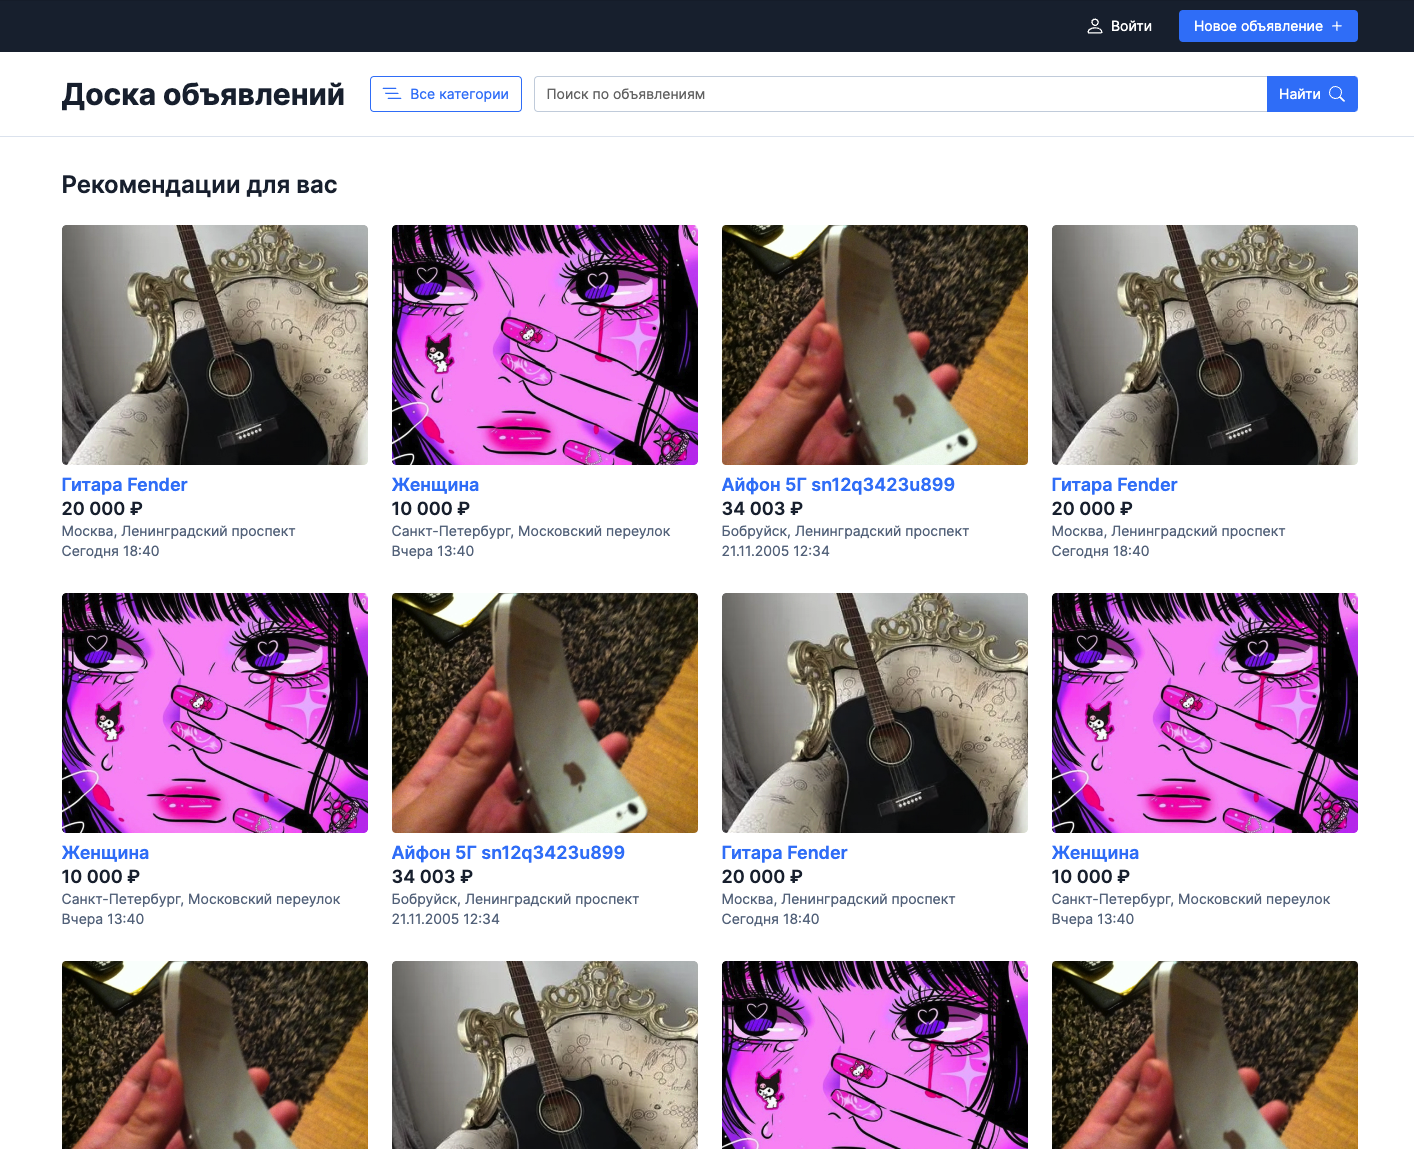 Войти
Новое объявление +
Доска объявлений
Все категории
Поиск по объявлениям
Найти
Рекомендации для вас
Гитара Fender
20 000 ₽
Москва, Ленинградский проспект
Сегодня 18:40
Женщина
10 000 ₽
Санкт-Петербург, Московский переулок
Вчера 13:40
Айфон 5Г sn12q3423u899
34 003 ₽
Бобруйск, Ленинградский проспект
21.11.2005 12:34
Гитара Fender
20 000 ₽
Москва, Ленинградский проспект
Сегодня 18:40
Женщина
10 000 ₽
Санкт-Петербург, Московский переулок
Вчера 13:40
Айфон 5Г sn12q3423u899
34 003 ₽
Бобруйск, Ленинградский проспект
21.11.2005 12:34
Гитара Fender
20 000 ₽
Москва, Ленинградский проспект
Сегодня 18:40
Женщина
10 000 ₽
Санкт-Петербург, Московский переулок
Вчера 13:40